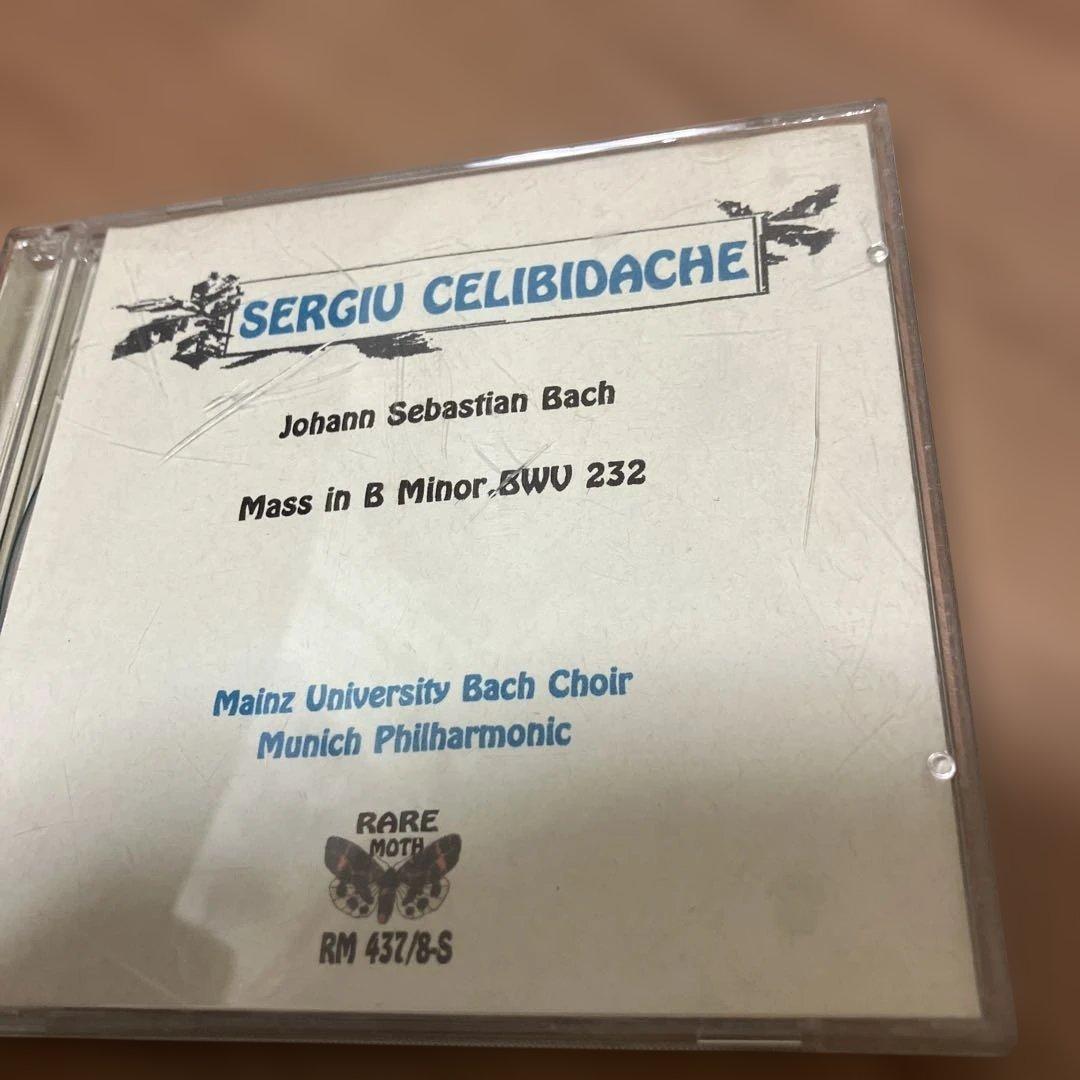 SERGIU CELIBIDACHE
Johann Sebastian Bach
Mass in B Minor, BWV 232
Mainz University Bach Choir
Munich Philharmonic
RARE
MOTH
RM 437/8-S